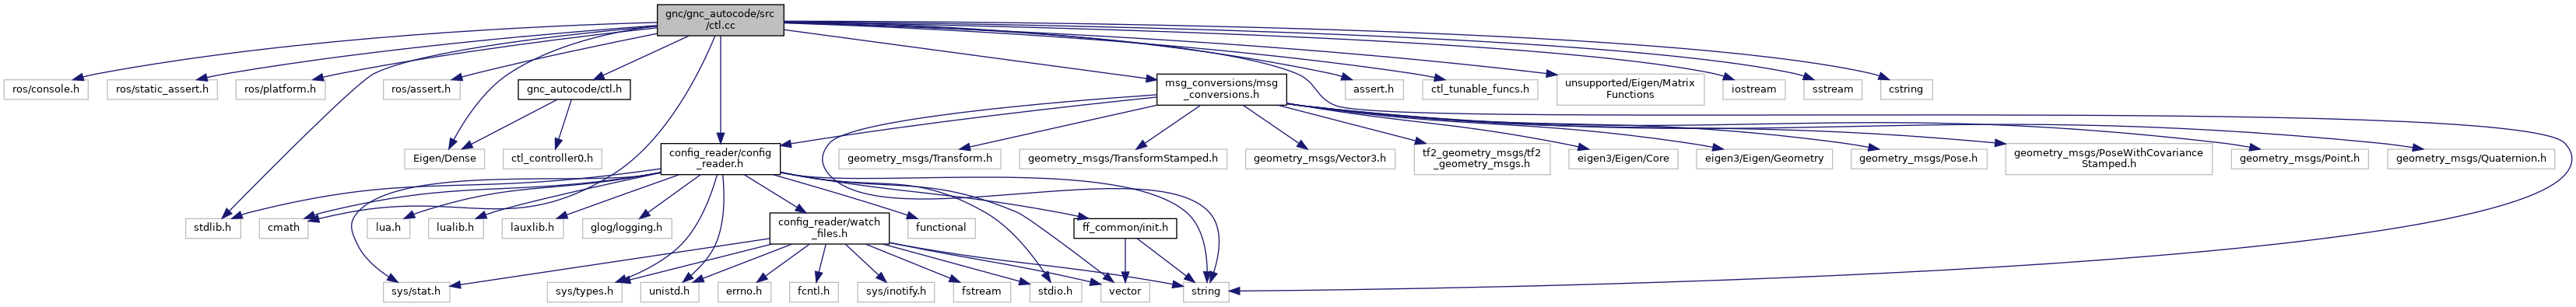 gnc/gnc_autocode/src
/ctl.cc
ros/console.h
ros/static_assert.h
ros/platform.h
ros/assert.h
gnc_autocode/ctl.h
msg_conversions/msg
_conversions.h
assert.h
ctl_tunable_funcs.h
unsupported/Eigen/Matrix
Functions
iostream
sstream
cstring
Eigen/Dense
ctl_controller0.h
config_reader/config
_reader.h
geometry_msgs/Transform.h
geometry_msgs/TransformStamped.h
geometry_msgs/Vector3.h
tf2_geometry_msgs/tf2
_geometry_msgs.h
eigen3/Eigen/Core
eigen3/Eigen/Geometry
geometry_msgs/Pose.h
geometry_msgs/PoseWithCovariance
Stamped.h
geometry_msgs/Point.h
geometry_msgs/Quaternion.h
stdlib.h
cmath
lua.h
lualib.h
lauxlib.h
glog/logging.h
config_reader/watch
_files.h
functional
ff_common/init.h
sys/stat.h
sys/types.h
unistd.h
errno.h
fcntl.h
sys/inotify.h
fstream
stdio.h
vector
string